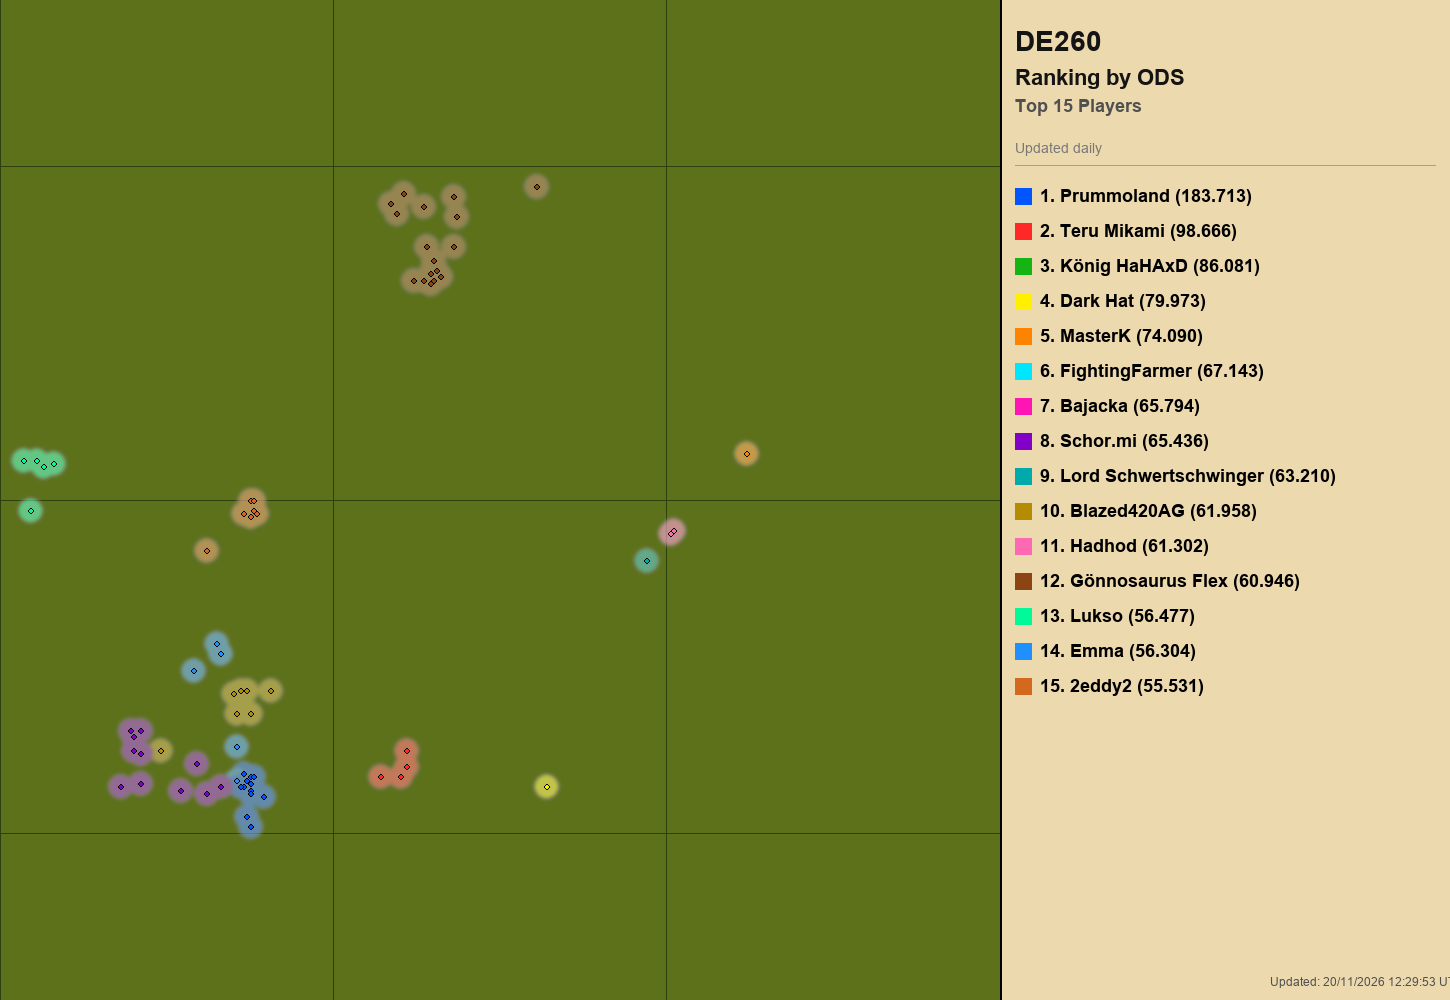 DE260
Ranking by ODS
Top 15 Players
Updated daily
1. Prummoland (183.713)
2. Teru Mikami (98.666)
3. König HaHAxD (86.081)
4. Dark Hat (79.973)
5. MasterK (74.090)
6. FightingFarmer (67.143)
7. Bajacka (65.794)
8. Schor.mi (65.436)
9. Lord Schwertschwinger (63.210)
10. Blazed420AG (61.958)
11. Hadhod (61.302)
12. Gönnosaurus Flex (60.946)
13. Lukso (56.477)
14. Emma (56.304)
15. 2eddy2 (55.531)
Updated: 20/11/2026 12:29:53